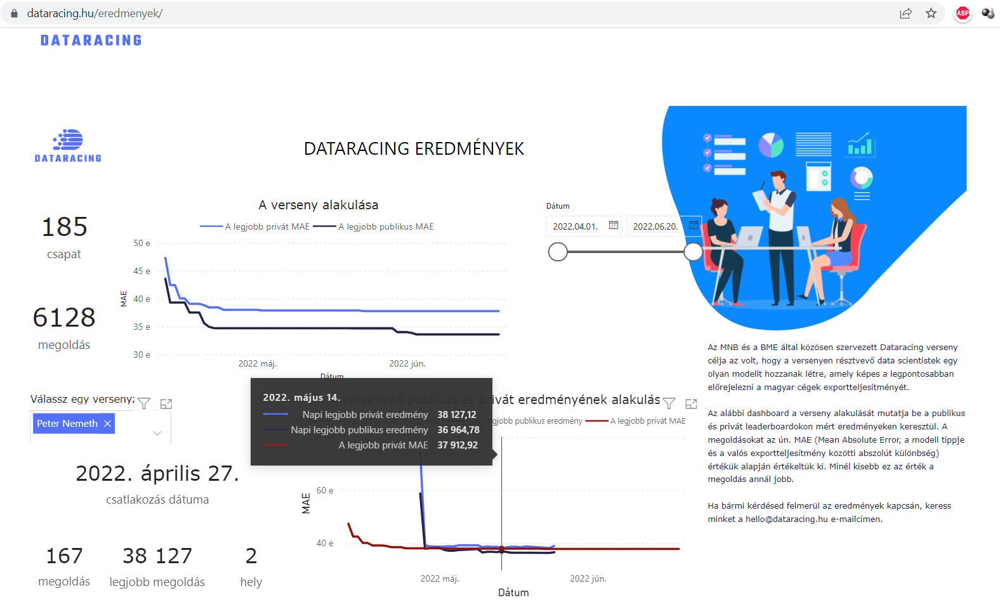 dataracing.hu/eredmenyek/
ABP
DATARACING
DATARACING
DATARACING EREDMÉNYEK
185
csapat
6128
megoldás
A verseny alakulása
A legjobb privát MAE
A legjobb publikus MAE
MAE
50 e
45 e
40 e
35 e
30 e
2022 máj.
2022 jún.
Dátum
Dátum
2022.04.01.
2022.06.20.
Az MNB és a BME által közösen szervezett Dataracing verseny
célja az volt, hogy a versenyen résztvevő data scientistek egy
olyan modellt hozzanak létre, amely képes a legpontosabban
előrejelezni a magyar cégek exportteljesítményét.
Az alábbi dashboard a verseny alakulását mutatja be a publikus
és privát leaderboardokon mért eredményeken keresztül. A
megoldásokat az ún. MAE (Mean Absolute Error, a modell tippje
és a valós exportteljesítmény közötti abszolút különbség)
értékük alapján értékeltük ki. Minél kisebb ez az érték a
megoldás annál jobb.
Ha bármi kérdésed felmerül az eredmények kapcsán, keress
minket a hello@dataracing.hu e-mailcímen.
Válassz egy verseny
Peter Nemeth
2022. április 27.
csatlakozás dátuma
167
megoldás
38 127
legjobb megoldás
2
hely
versenyző publikus és privát eredményének alakulás
legjobb publikus eredmény
A legjobb privát MAE
2022. május 14.
Napi legjobb privát eredmény 38 127,12
Napi legjobb publikus eredmény 36 964,78
A legjobb privát MAE 37 912,92
MAE
60 e
40 e
2022 máj.
2022 jún.
Dátum